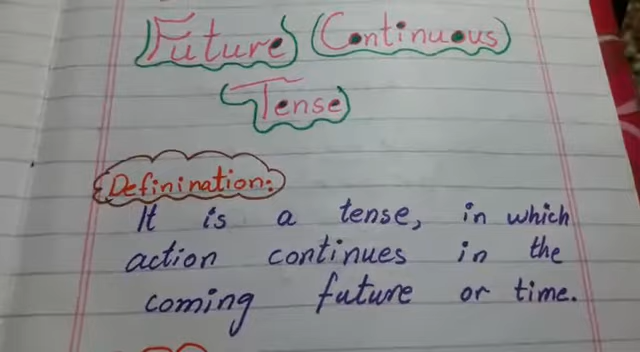 Future Continuous
Tense
Definination:
It is a tense, in which
action continues in the
coming future or time.